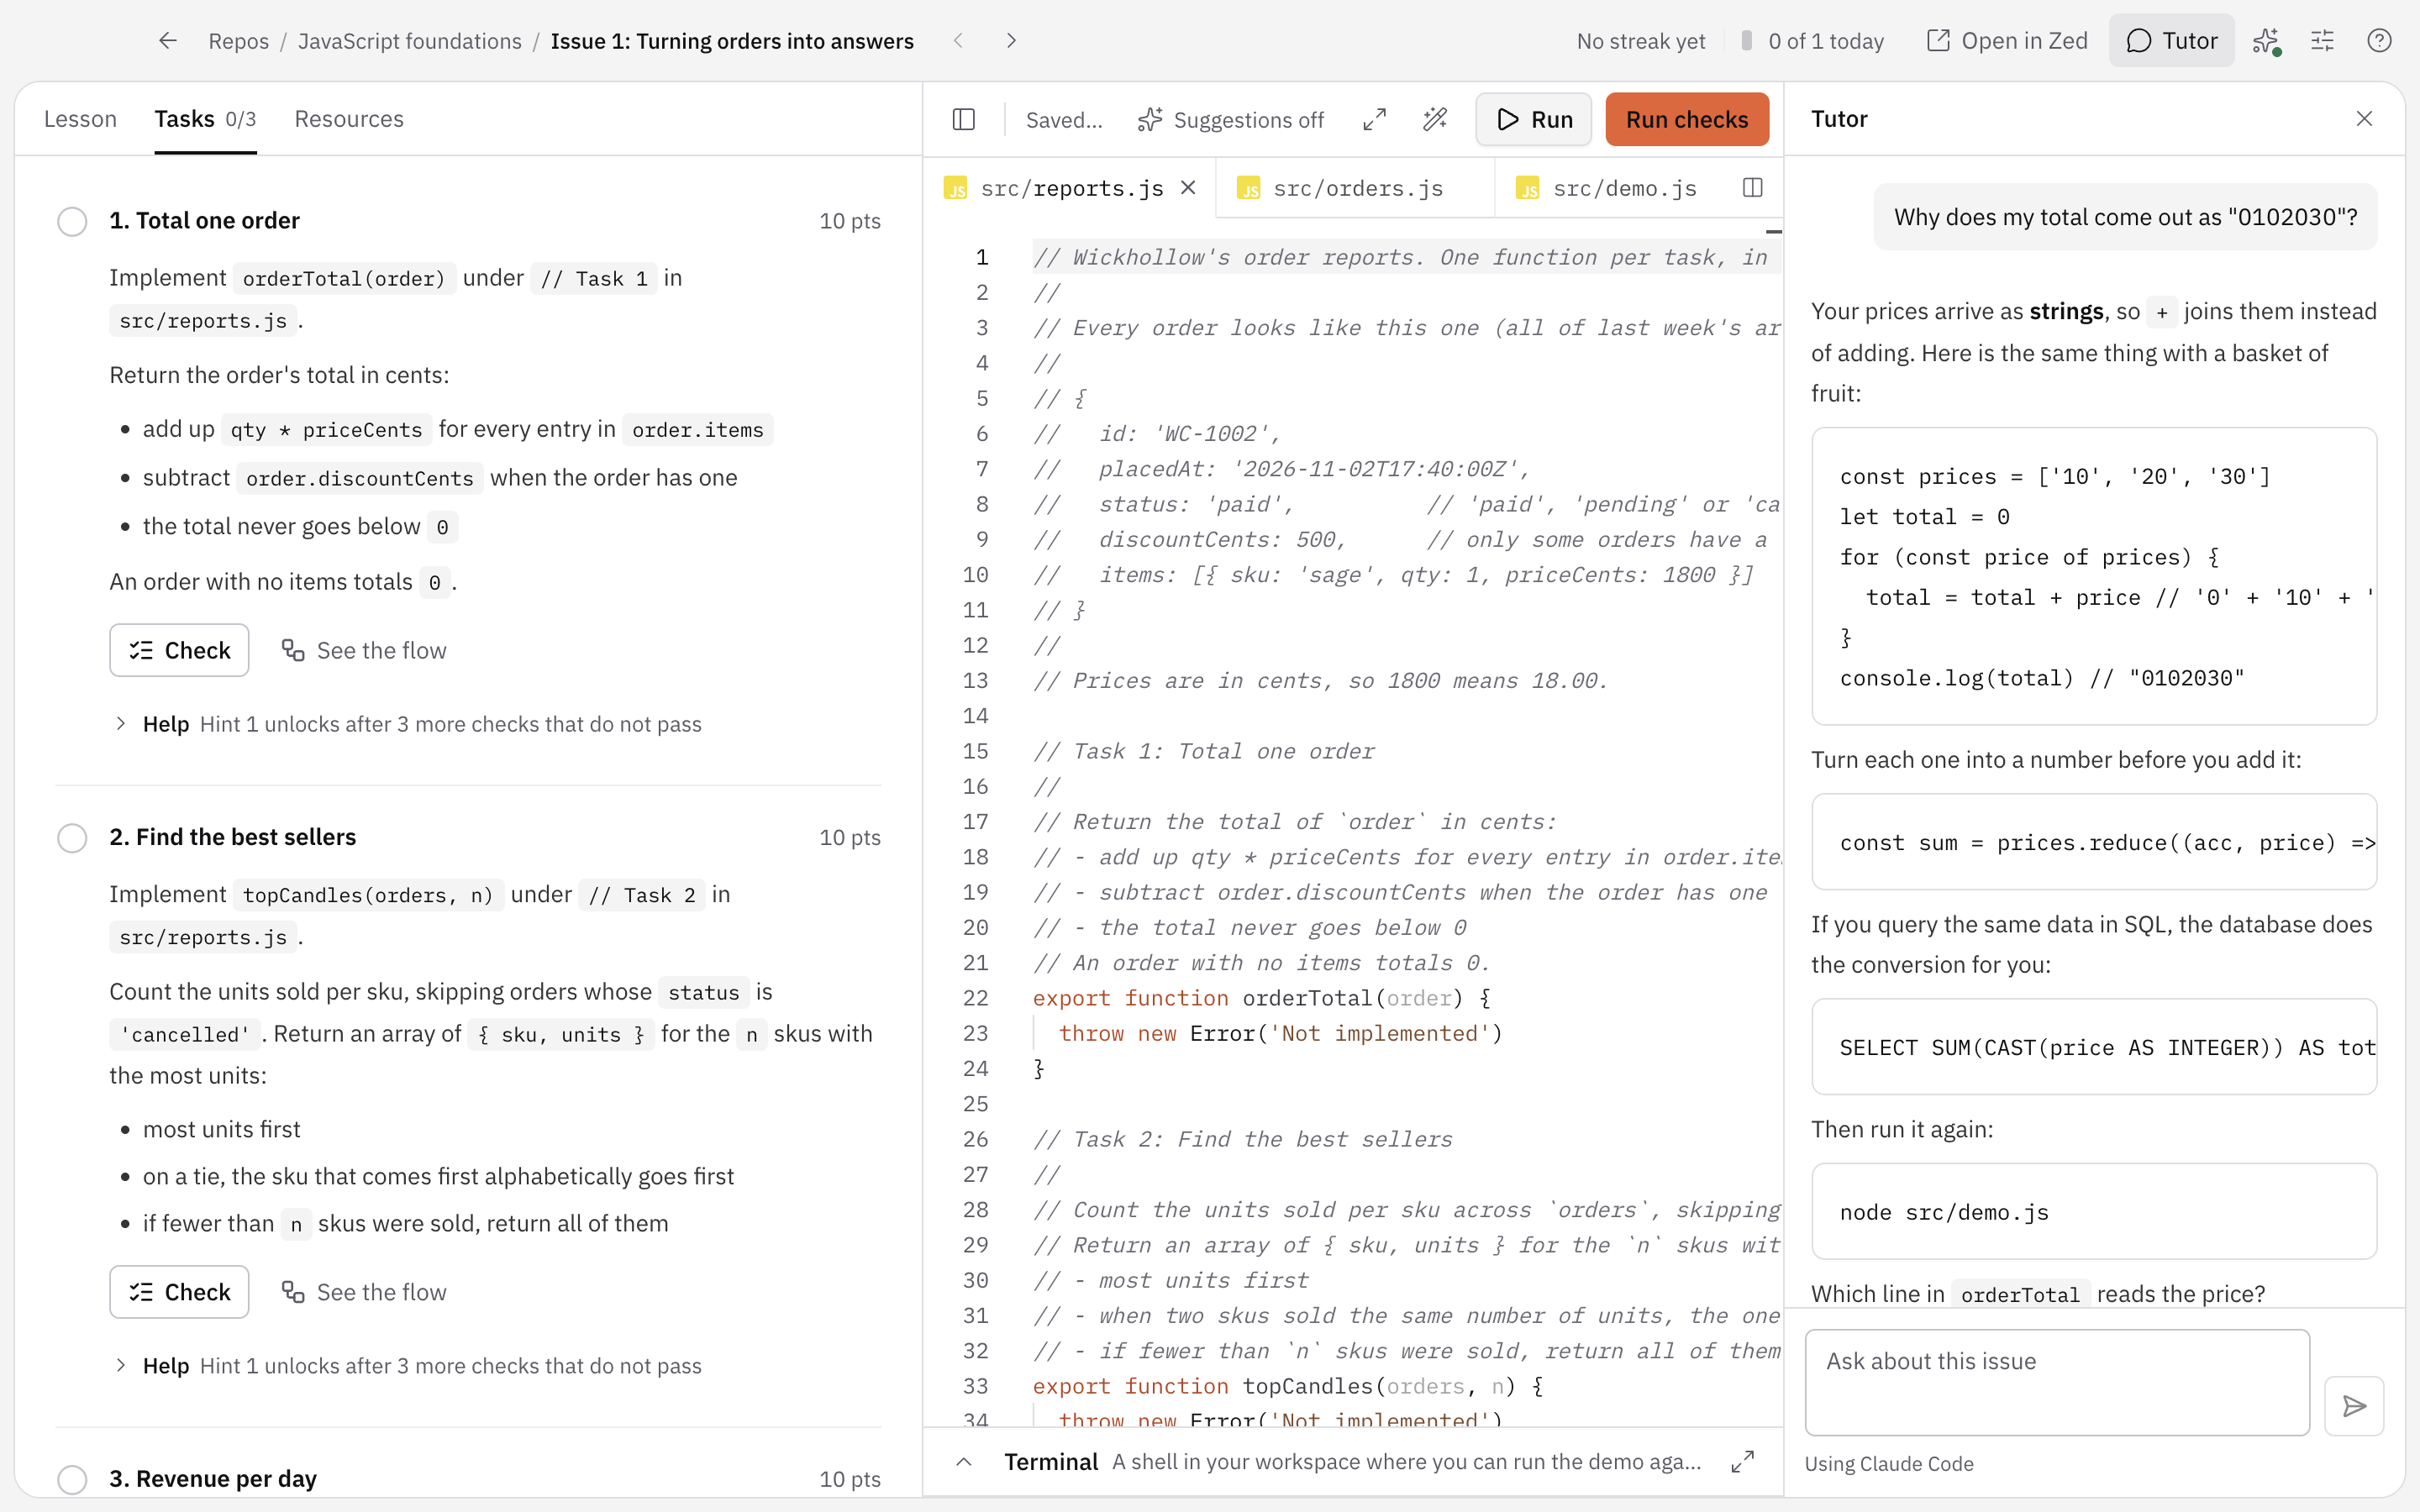 Repos / JavaScript foundations / Issue 1: Turning orders into answers
No streak yet
0 of 1 today
Open in Zed
Tutor
Lesson
Tasks 0/3
Resources
1. Total one order
10 pts
Implement orderTotal(order) under // Task 1 in
src/reports.js.
Return the order's total in cents:
• add up qty * priceCents for every entry in order.items
• subtract order.discountCents when the order has one
• the total never goes below 0
An order with no items totals 0.
Check
See the flow
Help Hint 1 unlocks after 3 more checks that do not pass
2. Find the best sellers
10 pts
Implement topCandles(orders, n) under // Task 2 in
src/reports.js.
Count the units sold per sku, skipping orders whose status is
'cancelled'. Return an array of { sku, units } for the n skus with
the most units:
• most units first
• on a tie, the sku that comes first alphabetically goes first
• if fewer than n skus were sold, return all of them
Check
See the flow
Help Hint 1 unlocks after 3 more checks that do not pass
3. Revenue per day
10 pts
Saved...
Suggestions off
Run
Run checks
JS src/reports.js
JS src/orders.js
JS src/demo.js
1 // Wickhollow's order reports. One function per task, in
2 //
3 // Every order looks like this one (all of last week's ar
4 //
5 // {
6 //   id: 'WC-1002',
7 //   placedAt: '2026-11-02T17:40:00Z',
8 //   status: 'paid',          // 'paid', 'pending' or 'ca
9 //   discountCents: 500,      // only some orders have a
10 //   items: [{ sku: 'sage', qty: 1, priceCents: 1800 }]
11 // }
12 //
13 // Prices are in cents, so 1800 means 18.00.
14
15 // Task 1: Total one order
16 //
17 // Return the total of `order` in cents:
18 // - add up qty * priceCents for every entry in order.ite
19 // - subtract order.discountCents when the order has one
20 // - the total never goes below 0
21 // An order with no items totals 0.
22 export function orderTotal(order) {
23   throw new Error('Not implemented')
24 }
25
26 // Task 2: Find the best sellers
27 //
28 // Count the units sold per sku across `orders`, skipping
29 // Return an array of { sku, units } for the `n` skus wit
30 // - most units first
31 // - when two skus sold the same number of units, the one
32 // - if fewer than `n` skus were sold, return all of them
33 export function topCandles(orders, n) {
34   throw new Error('Not implemented')
Terminal A shell in your workspace where you can run the demo aga...
Tutor
Why does my total come out as "0102030"?
Your prices arrive as strings, so + joins them instead
of adding. Here is the same thing with a basket of
fruit:
const prices = ['10', '20', '30']
let total = 0
for (const price of prices) {
  total = total + price // '0' + '10' + '
}
console.log(total) // "0102030"
Turn each one into a number before you add it:
const sum = prices.reduce((acc, price) =>
If you query the same data in SQL, the database does
the conversion for you:
SELECT SUM(CAST(price AS INTEGER)) AS tot
Then run it again:
node src/demo.js
Which line in orderTotal reads the price?
Ask about this issue
Using Claude Code